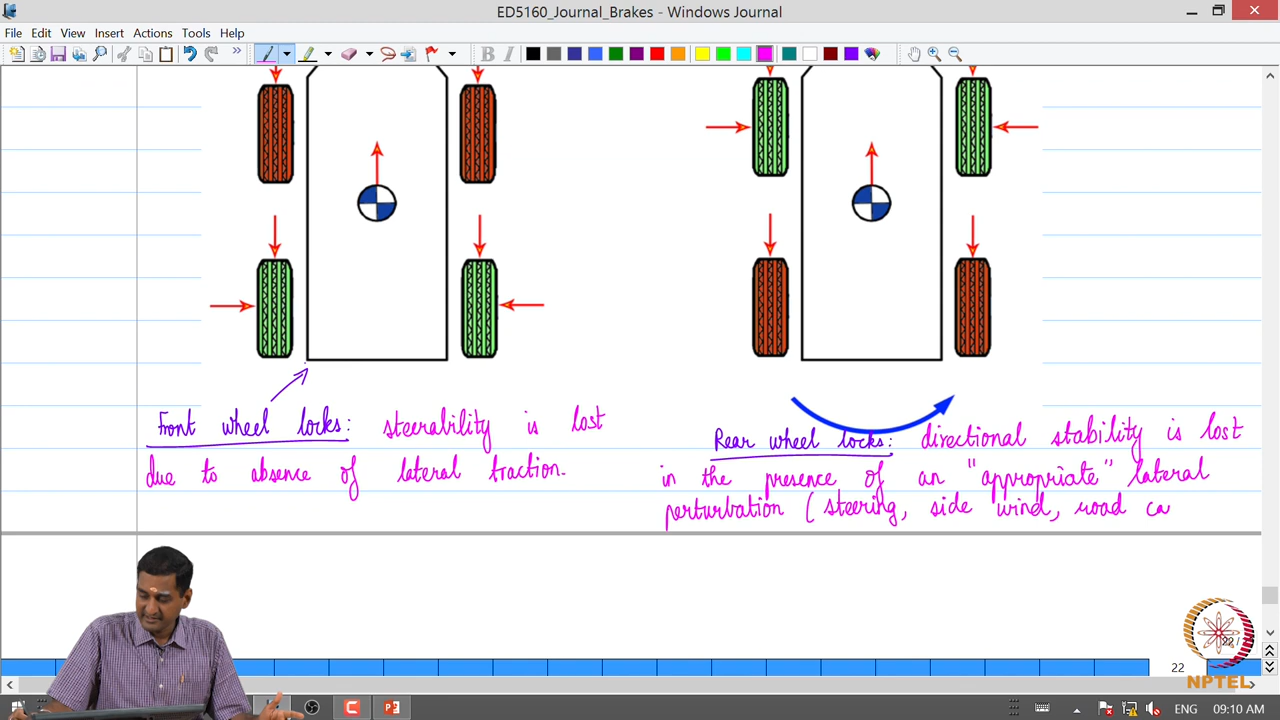 ED5160_Journal_Brakes - Windows Journal
File Edit View Insert Actions Tools Help
Front wheel locks: steerability is lost
due to absence of lateral traction.
Rear wheel locks: directional stability is lost
in the presence of an "appropriate" lateral
perturbation (steering, side wind, road ca
22 /
22
NPTEL
ENG 09:10 AM